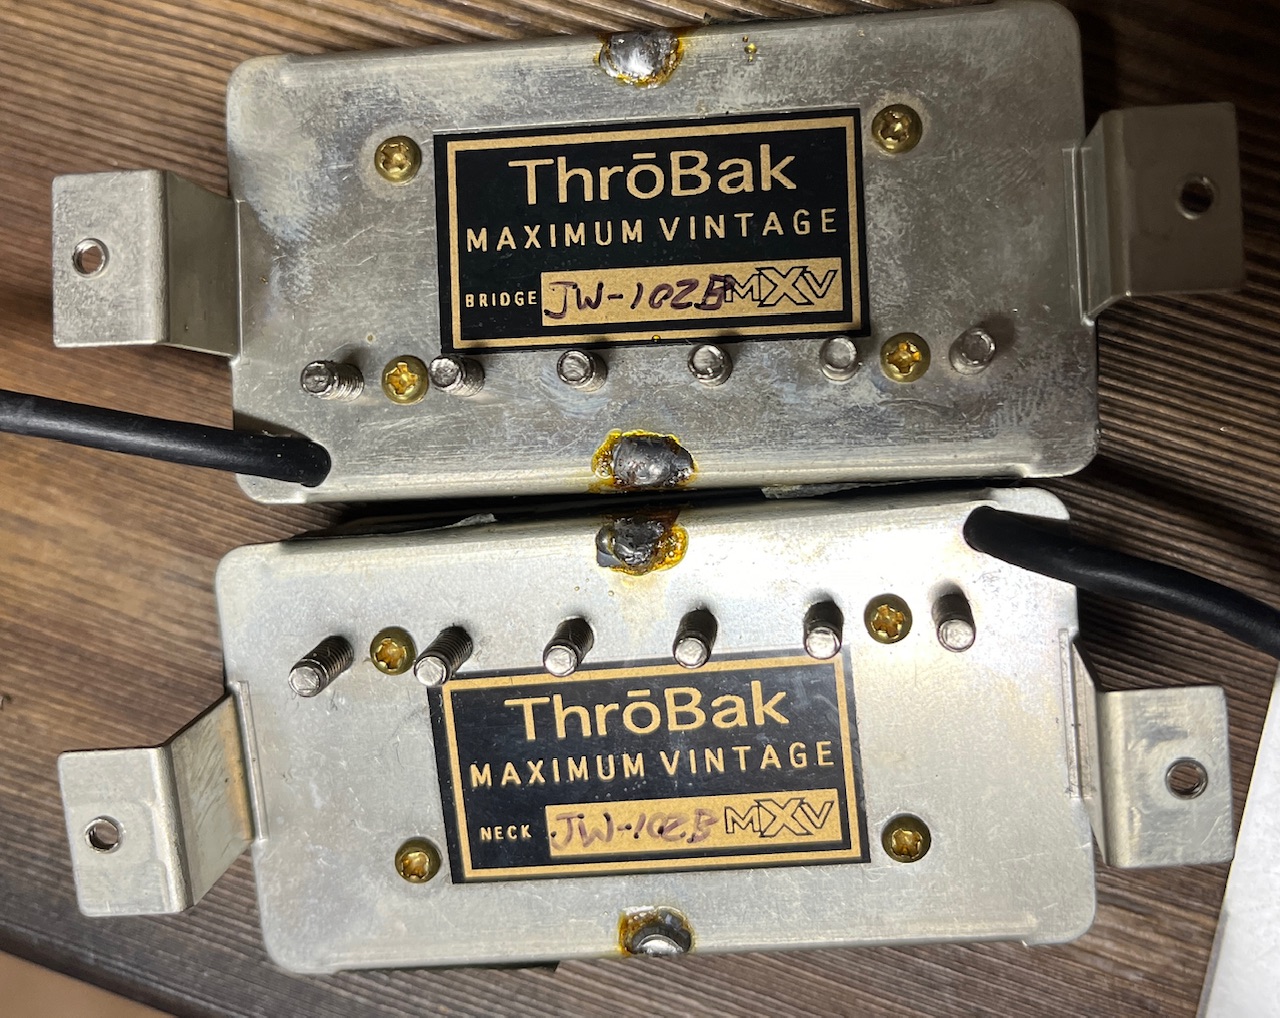 ThrōBak
MAXIMUM VINTAGE
BRIDGE JW-102B MXV
ThrōBak
MAXIMUM VINTAGE
NECK JW-102B MXV